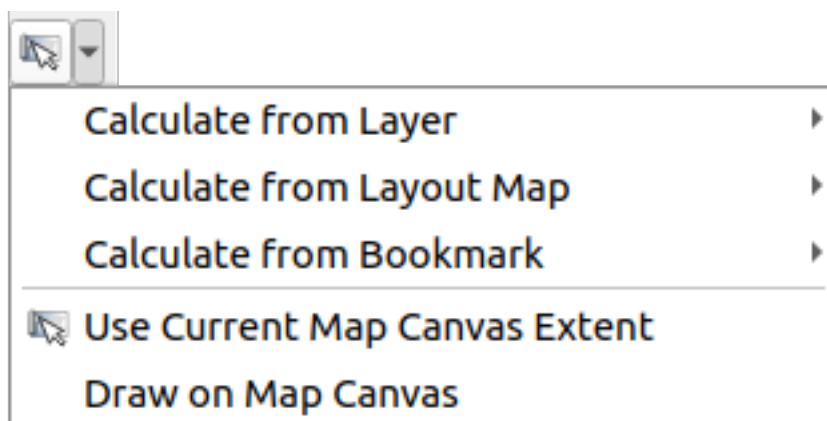 Calculate from Layer
Calculate from Layout Map
Calculate from Bookmark
Use Current Map Canvas Extent
Draw on Map Canvas